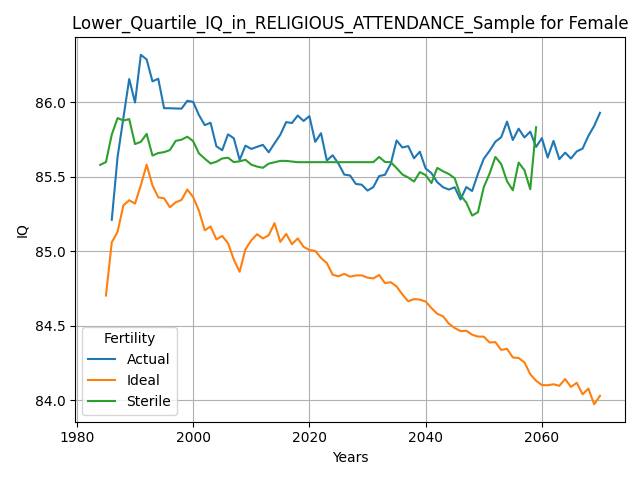 Lower_Quartile_IQ_in_RELIGIOUS_ATTENDANCE_Sample for Female
86.0
85.5
85.0
84.5
84.0
IQ
Fertility
Actual
Ideal
Sterile
1980
2000
2020
2040
2060
Years